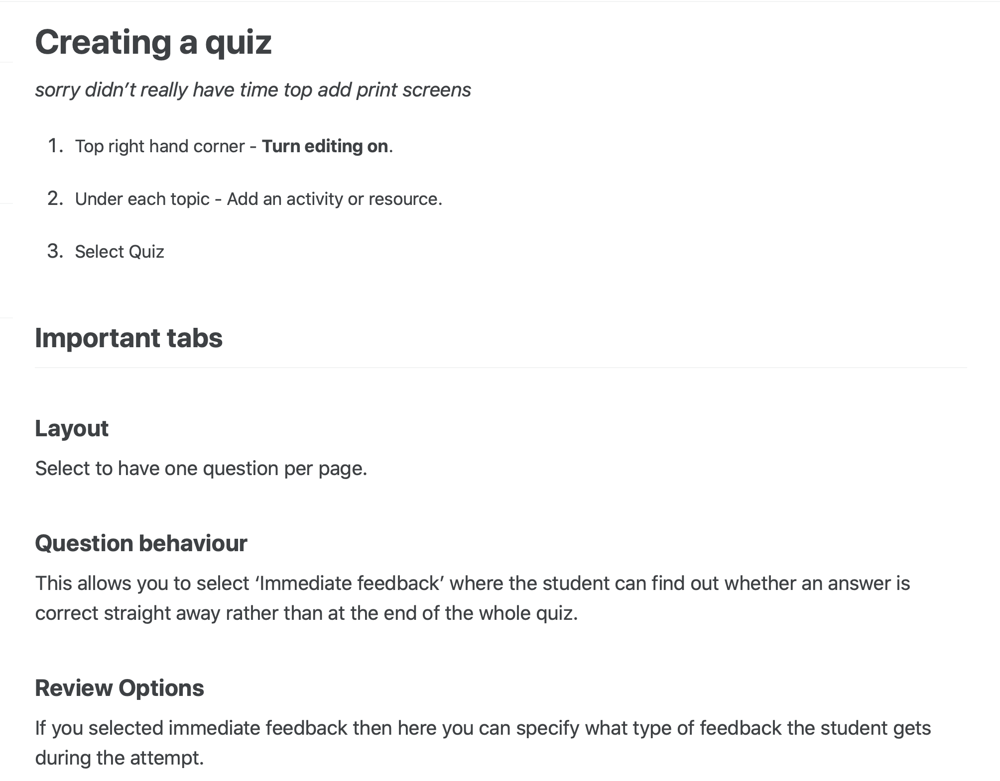 Creating a quiz
sorry didn’t really have time top add print screens
1. Top right hand corner - Turn editing on.
2. Under each topic - Add an activity or resource.
3. Select Quiz
Important tabs
Layout
Select to have one question per page.
Question behaviour
This allows you to select ‘Immediate feedback’ where the student can find out whether an answer is
correct straight away rather than at the end of the whole quiz.
Review Options
If you selected immediate feedback then here you can specify what type of feedback the student gets
during the attempt.